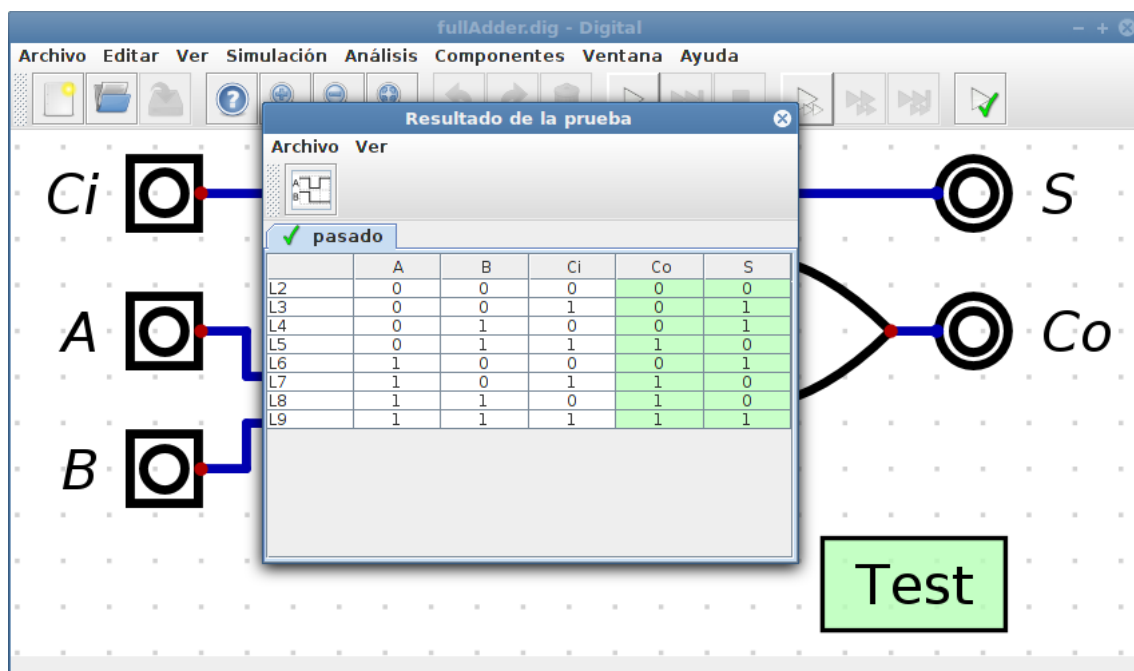 fullAdder.dig - Digital
Archivo Editar Ver Simulación Análisis Componentes Ventana Ayuda
Resultado de la prueba
Archivo Ver
A
B
pasado
A B Ci Co S
L2 0 0 0 0 0
L3 0 0 1 0 1
L4 0 1 0 0 1
L5 0 1 1 1 0
L6 1 0 0 0 1
L7 1 0 1 1 0
L8 1 1 0 1 0
L9 1 1 1 1 1
Ci
S
A
Co
B
Test